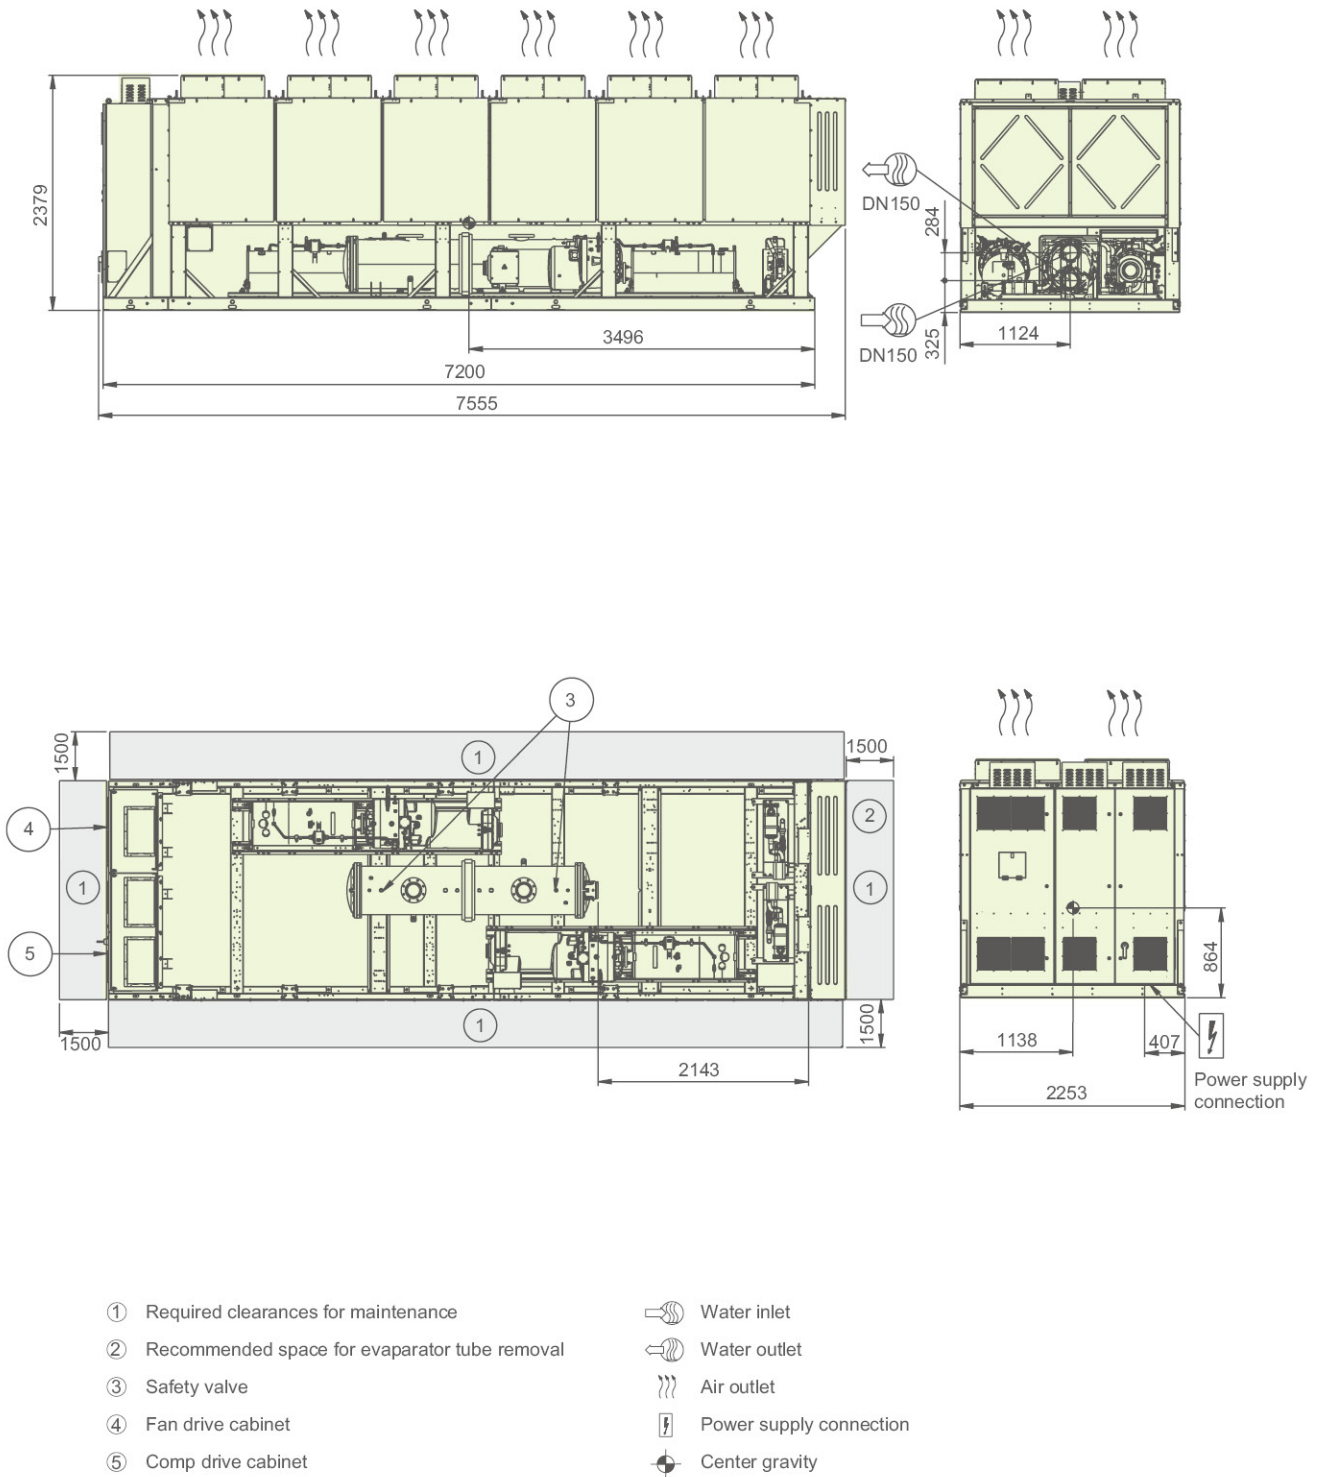 2379
3496
7200
7555
DN150
284
DN150
325
1124
3
1500
1
1500
4
2
1
1
5
1500
1
1500
2143
864
1138
407
2253
Power supply
connection
1 Required clearances for maintenance
2 Recommended space for evaparator tube removal
3 Safety valve
4 Fan drive cabinet
5 Comp drive cabinet
Water inlet
Water outlet
Air outlet
Power supply connection
Center gravity